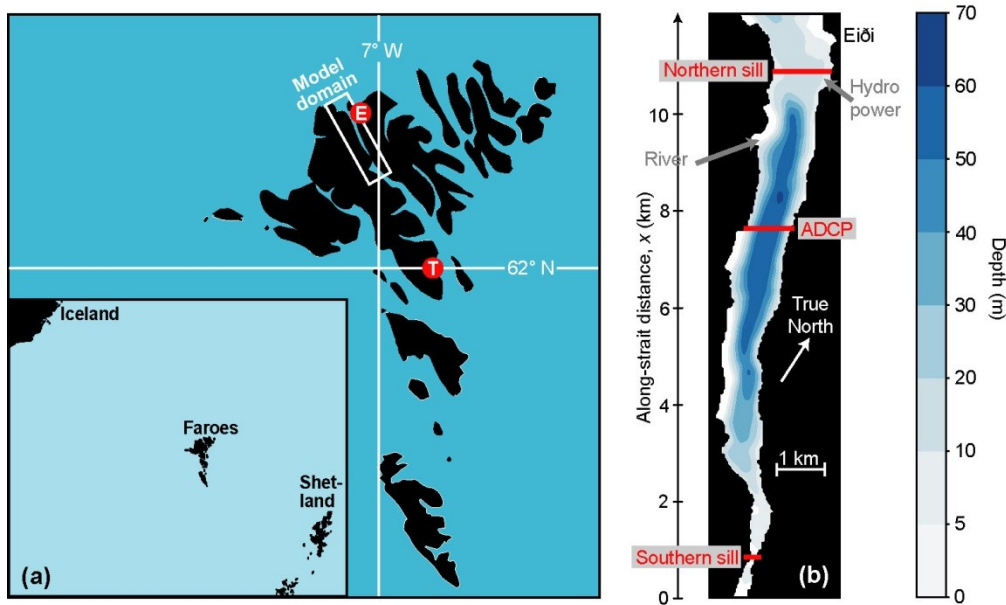 7° W
Model
domain
E
T
62° N
Iceland
Faroes
Shet-
land
(a)
Along-strait distance, x (km)
10
8
6
4
2
0
Eiði
Northern sill
Hydro
power
River
ADCP
True
North
1 km
Southern sill
(b)
Depth (m)
70
60
50
40
30
20
10
5
0